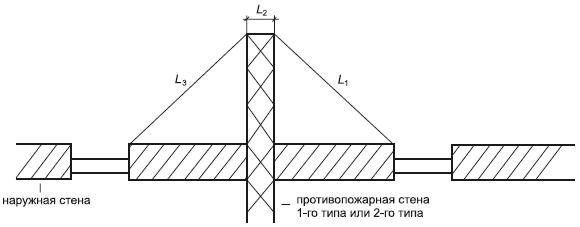 L2
L3
L1
наружная стена
противопожарная стена
1-го типа или 2-го типа